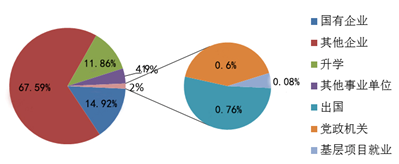 国有企业
其他企业
升学
其他事业单位
出国
党政机关
基层项目就业
11.86%
4.19%
67.59%
2%
14.92%
0.6%
0.08%
0.76%